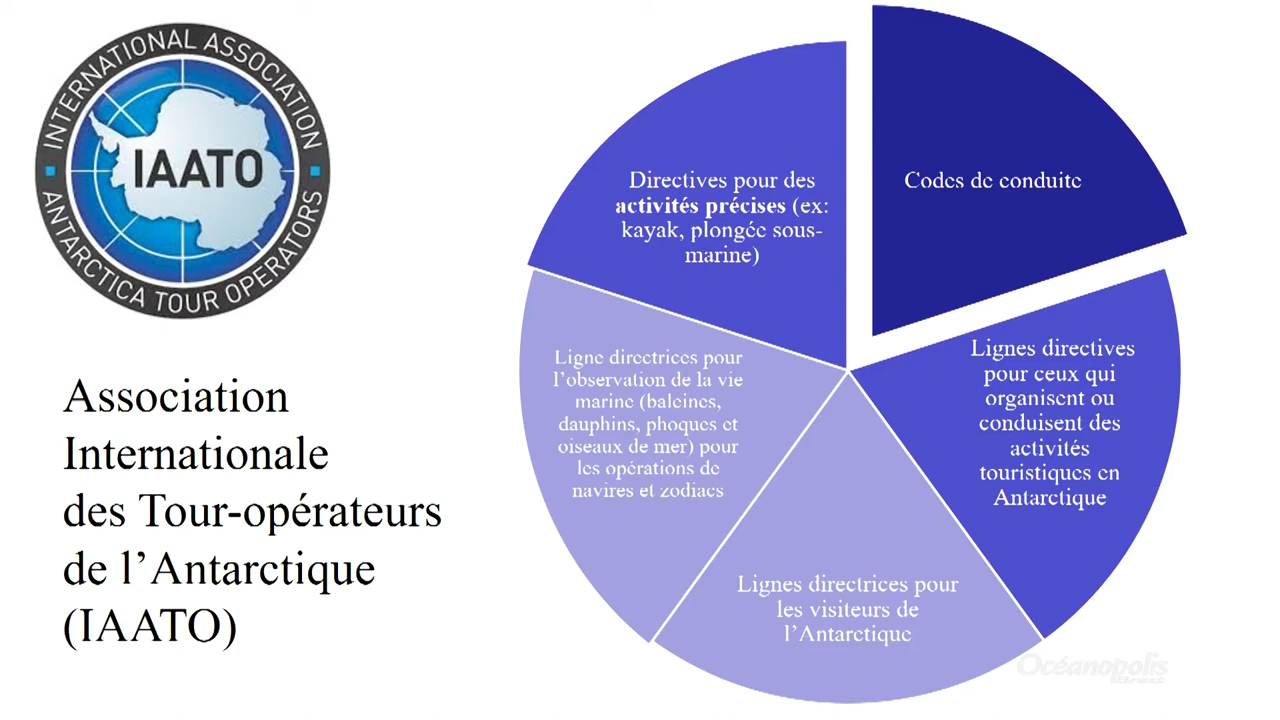 INTERNATIONAL ASSOCIATION
IAATO
ANTARCTICA TOUR OPERATORS
Association
Internationale
des Tour-opérateurs
de l’Antarctique
(IAATO)
Codes de conduite
Lignes directives
pour ceux qui
organisent ou
conduisent des
activités
touristiques en
Antarctique
Lignes directrices pour
les visiteurs de
l’Antarctique
Ligne directrices pour
l’observation de la vie
marine (baleines,
dauphins, phoques et
oiseaux de mer) pour
les opérations de
navires et zodiacs
Directives pour des
activités précises (ex:
kayak, plongée sous-
marine)
Océanopolis
Brest